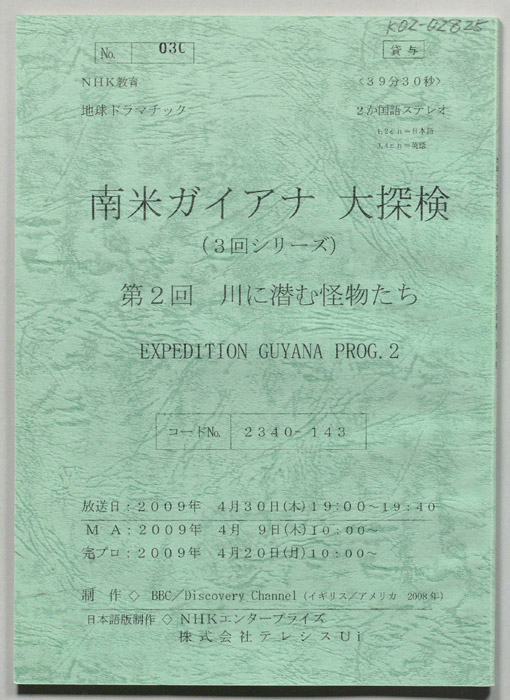 K02-02825
No. 030
貸与
NHK教育
〈39分30秒〉
地球ドラマチック
2か国語ステレオ
1,2ch＝日本語
3,4ch＝英語
南米ガイアナ 大探検
(3回シリーズ)
第2回 川に潜む怪物たち
EXPEDITION GUYANA PROG.2
コードNo. 2340-143
放送日：2009年 4月30日(木)19:00～19:40
MA：2009年 4月 9日(木)10:00～
完プロ：2009年 4月20日(月)10:00～
制 作◇ BBC／Discovery Channel (イギリス／アメリカ 2008年)
日本語版制作 ◇ NHKエンタープライズ
株式会社テレシスUi